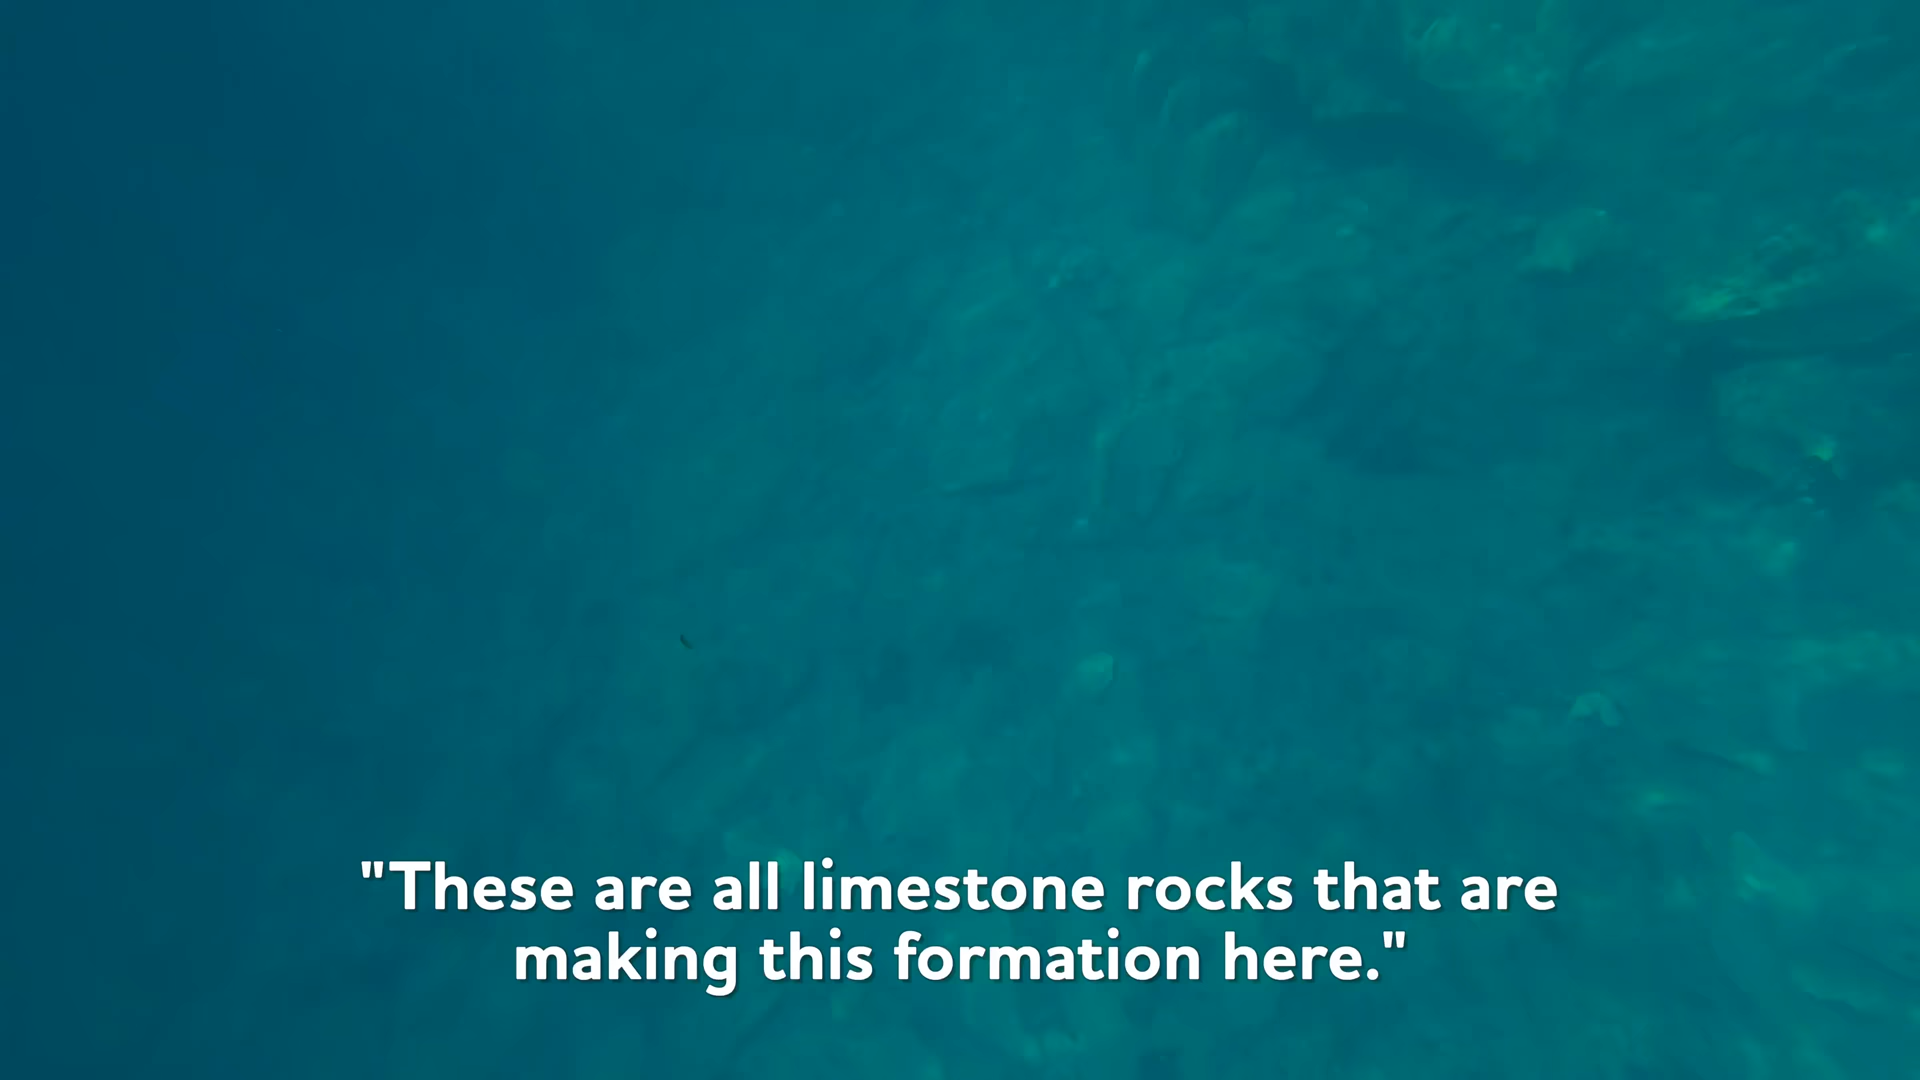 "These are all limestone rocks that are
making this formation here."